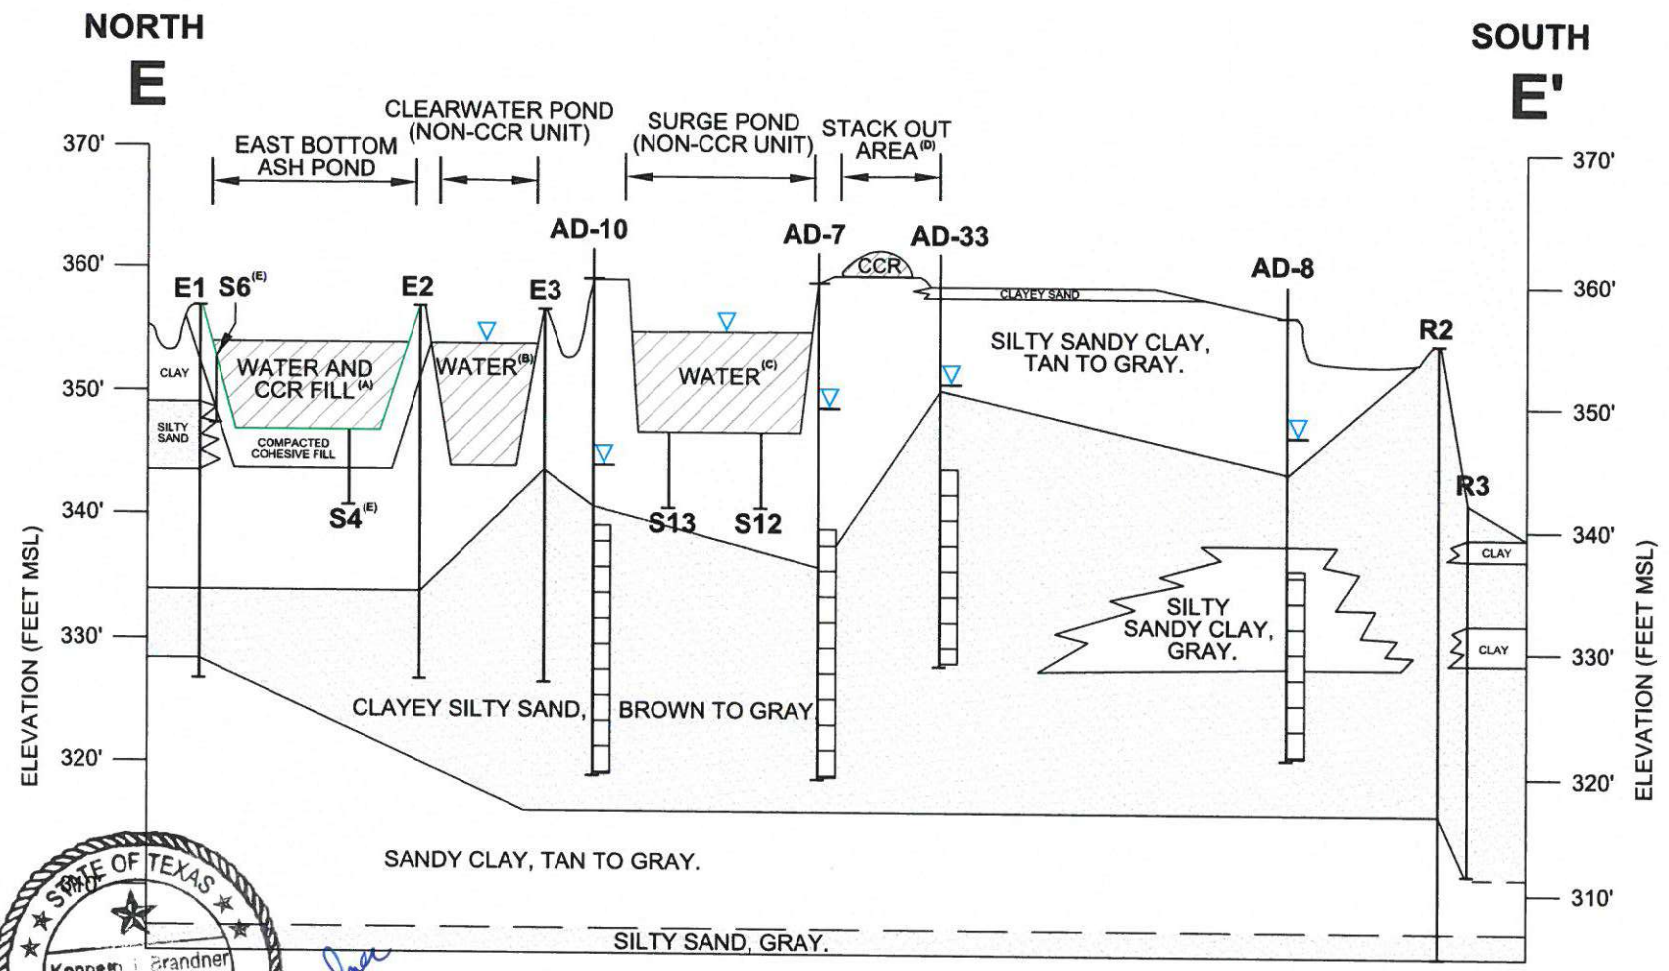 NORTH
E
SOUTH
E'
CLEARWATER POND
(NON-CCR UNIT)
EAST BOTTOM
ASH POND
SURGE POND
(NON-CCR UNIT)
STACK OUT
AREA(D)
370'
360'
350'
340'
330'
320'
ELEVATION (FEET MSL)
370'
360'
350'
340'
330'
320'
310'
ELEVATION (FEET MSL)
E1
S6(E)
E2
E3
AD-10
AD-7
AD-33
AD-8
R2
R3
CCR
CLAYEY SAND
SILTY SANDY CLAY,
TAN TO GRAY.
CLAY
SILTY
SAND
WATER AND
CCR FILL(A)
COMPACTED
COHESIVE FILL
S4(E)
WATER(B)
WATER(C)
S13
S12
SILTY
SANDY CLAY,
GRAY.
CLAY
CLAY
CLAYEY SILTY SAND, BROWN TO GRAY
SANDY CLAY, TAN TO GRAY.
SILTY SAND, GRAY.
STATE OF TEXAS
Brandner